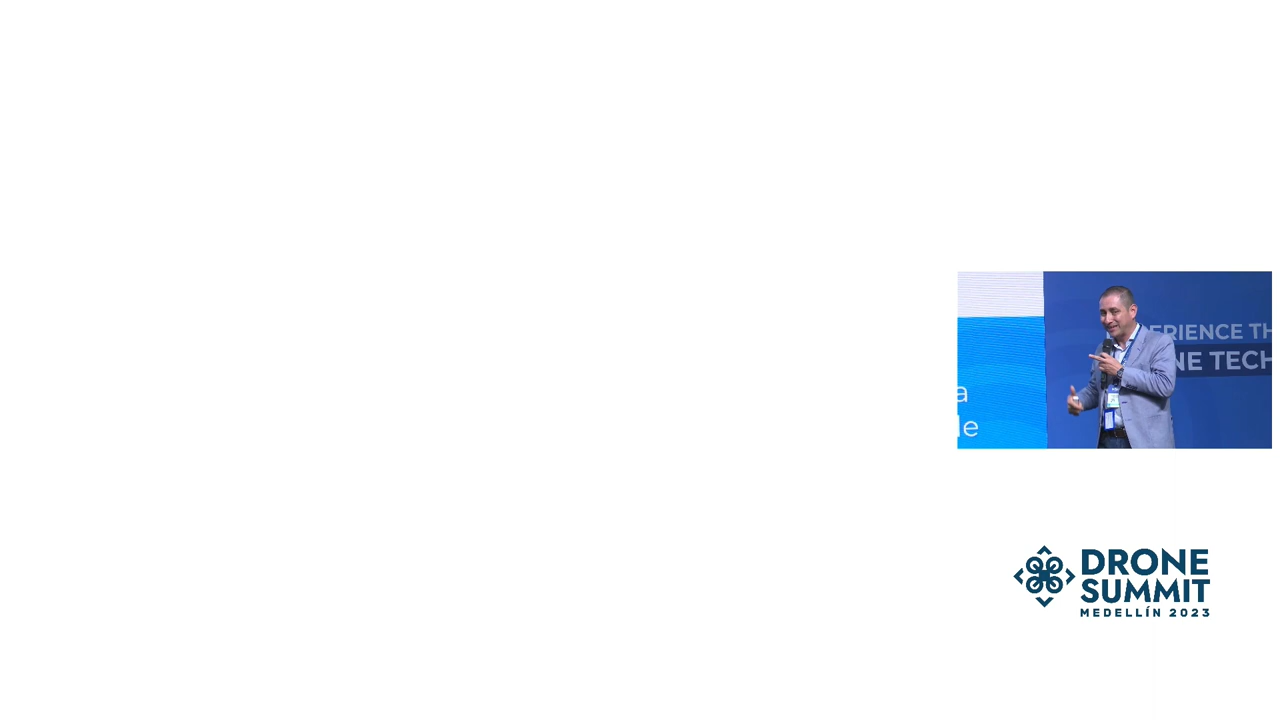 ERIENCE TH
NE TECH
a
le
DRONE
SUMMIT
MEDELLÍN 2023